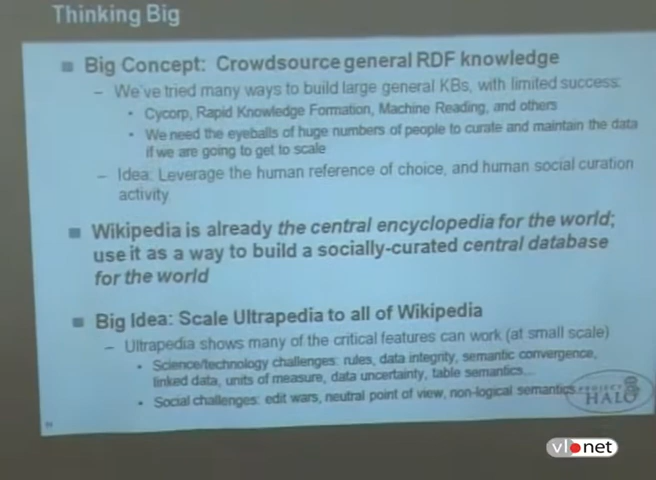 Thinking Big
Big Concept: Crowdsource general RDF knowledge
– We've tried many ways to build large general KBs, with limited success:
• Cycorp, Rapid Knowledge Formation, Machine Reading, and others
• We need the eyeballs of huge numbers of people to curate and maintain the data
if we are going to get to scale
– Idea: Leverage the human reference of choice, and human social curation
activity
Wikipedia is already the central encyclopedia for the world;
use it as a way to build a socially-curated central database
for the world
Big Idea: Scale Ultrapedia to all of Wikipedia
– Ultrapedia shows many of the critical features can work (at small scale)
• Science/technology challenges: rules, data integrity, semantic convergence,
linked data, units of measure, data uncertainty, table semantics...
• Social challenges: edit wars, neutral point of view, non-logical semantics
PROJECT
HALO
vl net